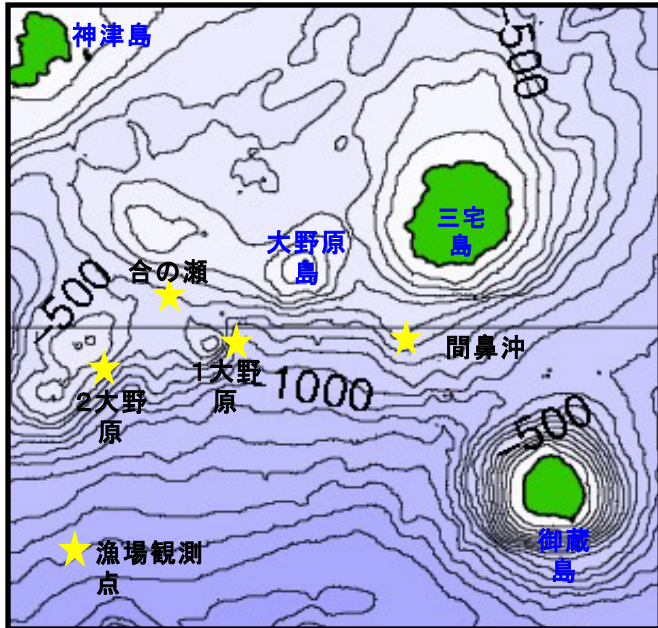 神津島
-500
三宅
島
大野原
島
合の瀬
-500
間鼻沖
1大野
原
-1000
2大野
原
-500
御蔵
島
漁場観測
点